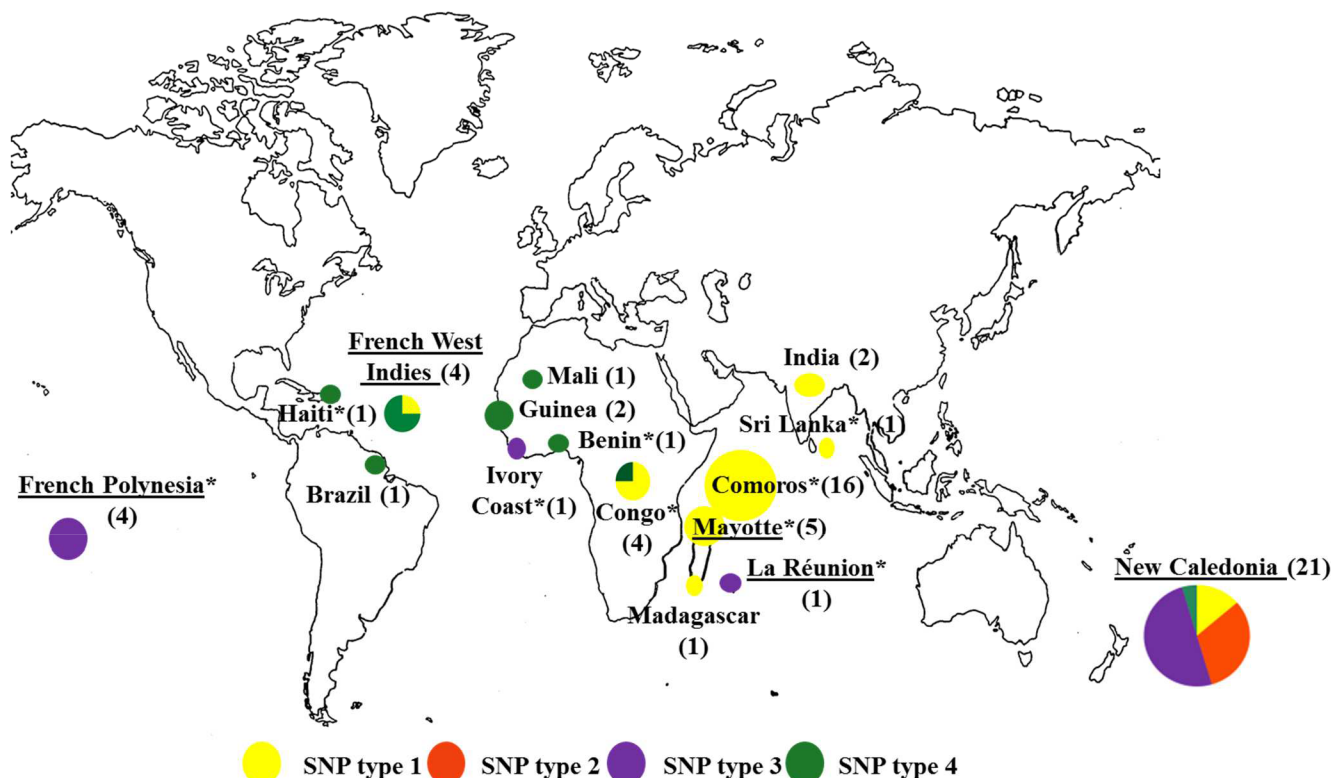 French West
Indies (4)
Haiti*(1)
Brazil (1)
French Polynesia*
(4)
Mali (1)
Guinea (2)
Benin*(1)
Ivory
Coast*(1)
Congo*
(4)
India (2)
Sri Lanka* (1)
Comoros*(16)
Mayotte*(5)
La Réunion*
(1)
Madagascar
(1)
New Caledonia (21)
SNP type 1 SNP type 2 SNP type 3 SNP type 4